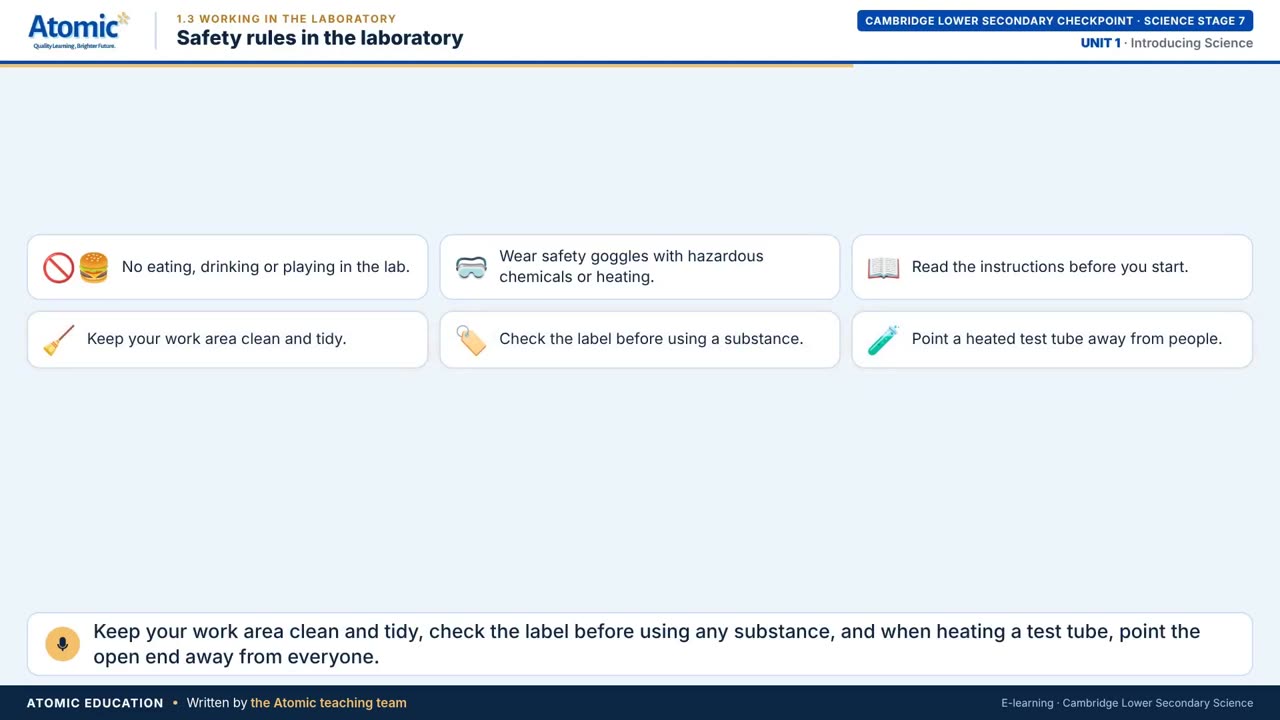 Atomic
Quality Learning, Brighter Future.
1.3 WORKING IN THE LABORATORY
Safety rules in the laboratory
CAMBRIDGE LOWER SECONDARY CHECKPOINT · SCIENCE STAGE 7
UNIT 1 · Introducing Science
No eating, drinking or playing in the lab.
Wear safety goggles with hazardous
chemicals or heating.
Read the instructions before you start.
Keep your work area clean and tidy.
Check the label before using a substance.
Point a heated test tube away from people.
Keep your work area clean and tidy, check the label before using any substance, and when heating a test tube, point the
open end away from everyone.
ATOMIC EDUCATION • Written by the Atomic teaching team
E-learning · Cambridge Lower Secondary Science